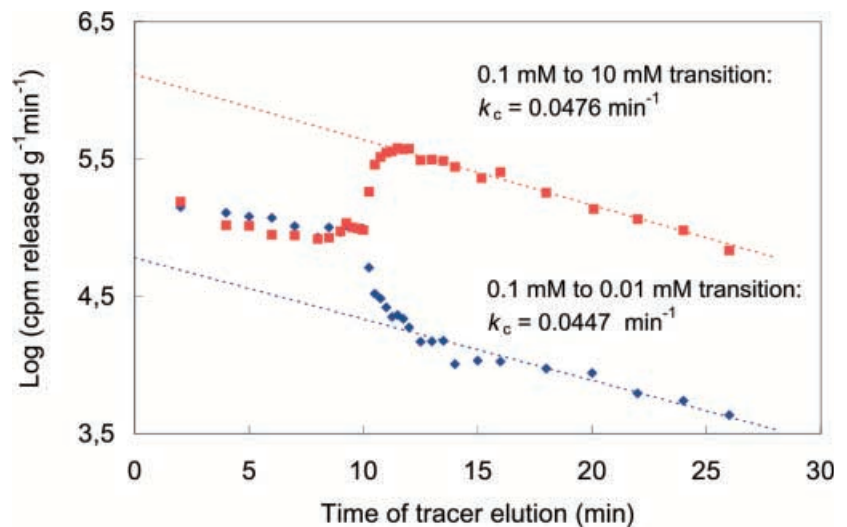 6,5
5,5
4,5
3,5
Log (cpm released g⁻¹min⁻¹)
0.1 mM to 10 mM transition:
k꜀ = 0.0476 min⁻¹
0.1 mM to 0.01 mM transition:
k꜀ = 0.0447 min⁻¹
0 5 10 15 20 25 30
Time of tracer elution (min)